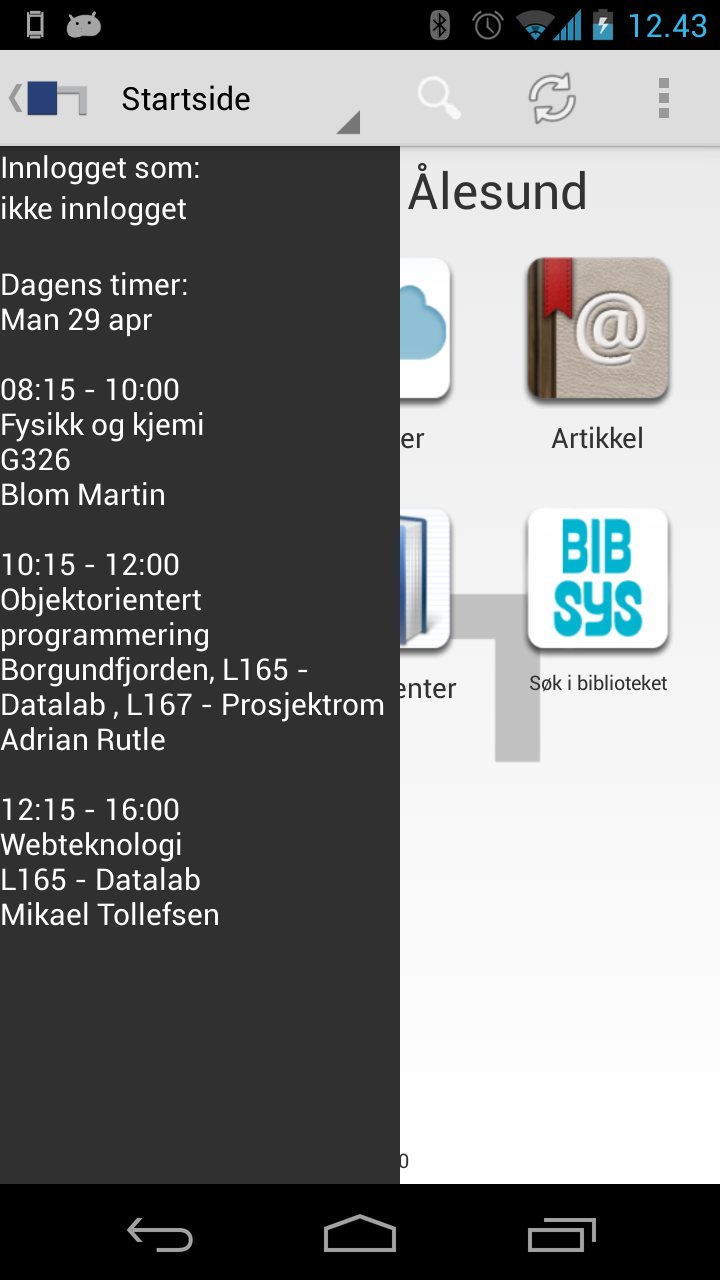 12.43
Startside
Innlogget som:
ikke innlogget
Dagens timer:
Man 29 apr
08:15 - 10:00
Fysikk og kjemi
G326
Blom Martin
10:15 - 12:00
Objektorientert
programmering
Borgundfjorden, L165 -
Datalab , L167 - Prosjektrom
Adrian Rutle
12:15 - 16:00
Webteknologi
L165 - Datalab
Mikael Tollefsen
Ålesund
@
er
Artikkel
BIB
SYS
enter
Søk i biblioteket
0